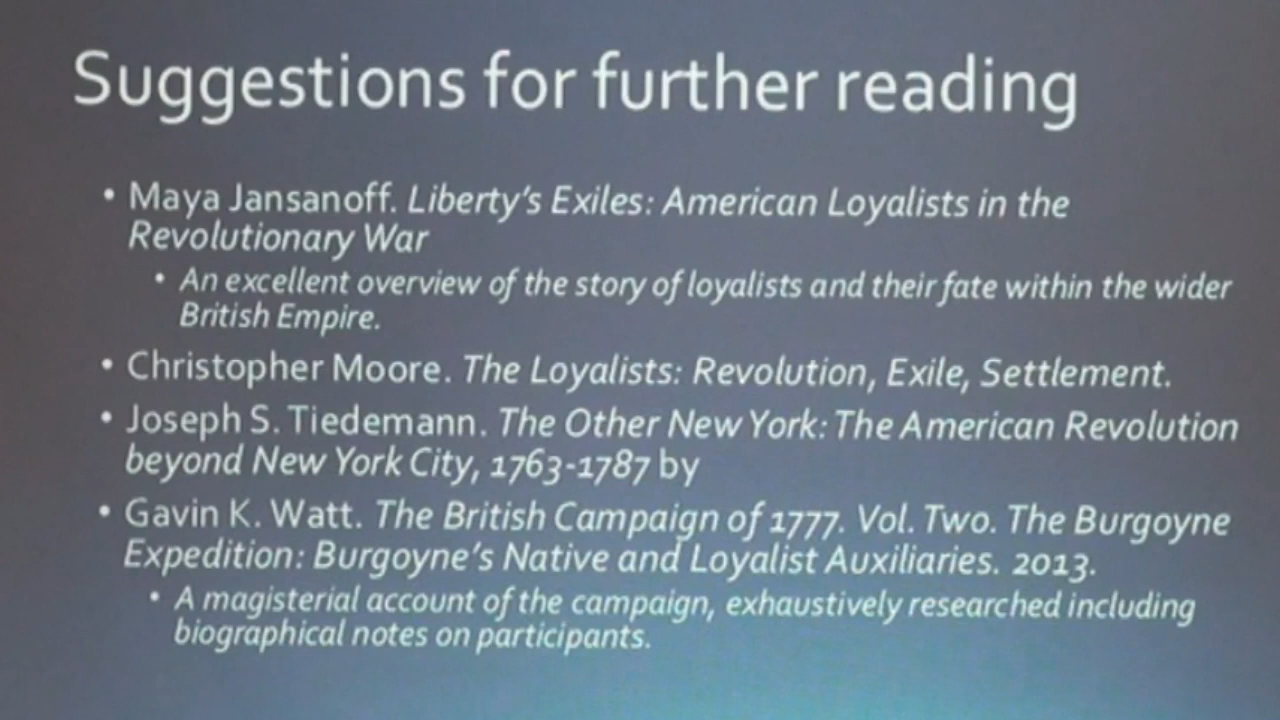 Suggestions for further reading
• Maya Jansanoff. Liberty's Exiles: American Loyalists in the
Revolutionary War
• An excellent overview of the story of loyalists and their fate within the wider
British Empire.
• Christopher Moore. The Loyalists: Revolution, Exile, Settlement.
• Joseph S. Tiedemann. The Other New York: The American Revolution
beyond New York City, 1763-1787 by
• Gavin K. Watt. The British Campaign of 1777. Vol. Two. The Burgoyne
Expedition: Burgoyne's Native and Loyalist Auxiliaries. 2013.
• A magisterial account of the campaign, exhaustively researched including
biographical notes on participants.